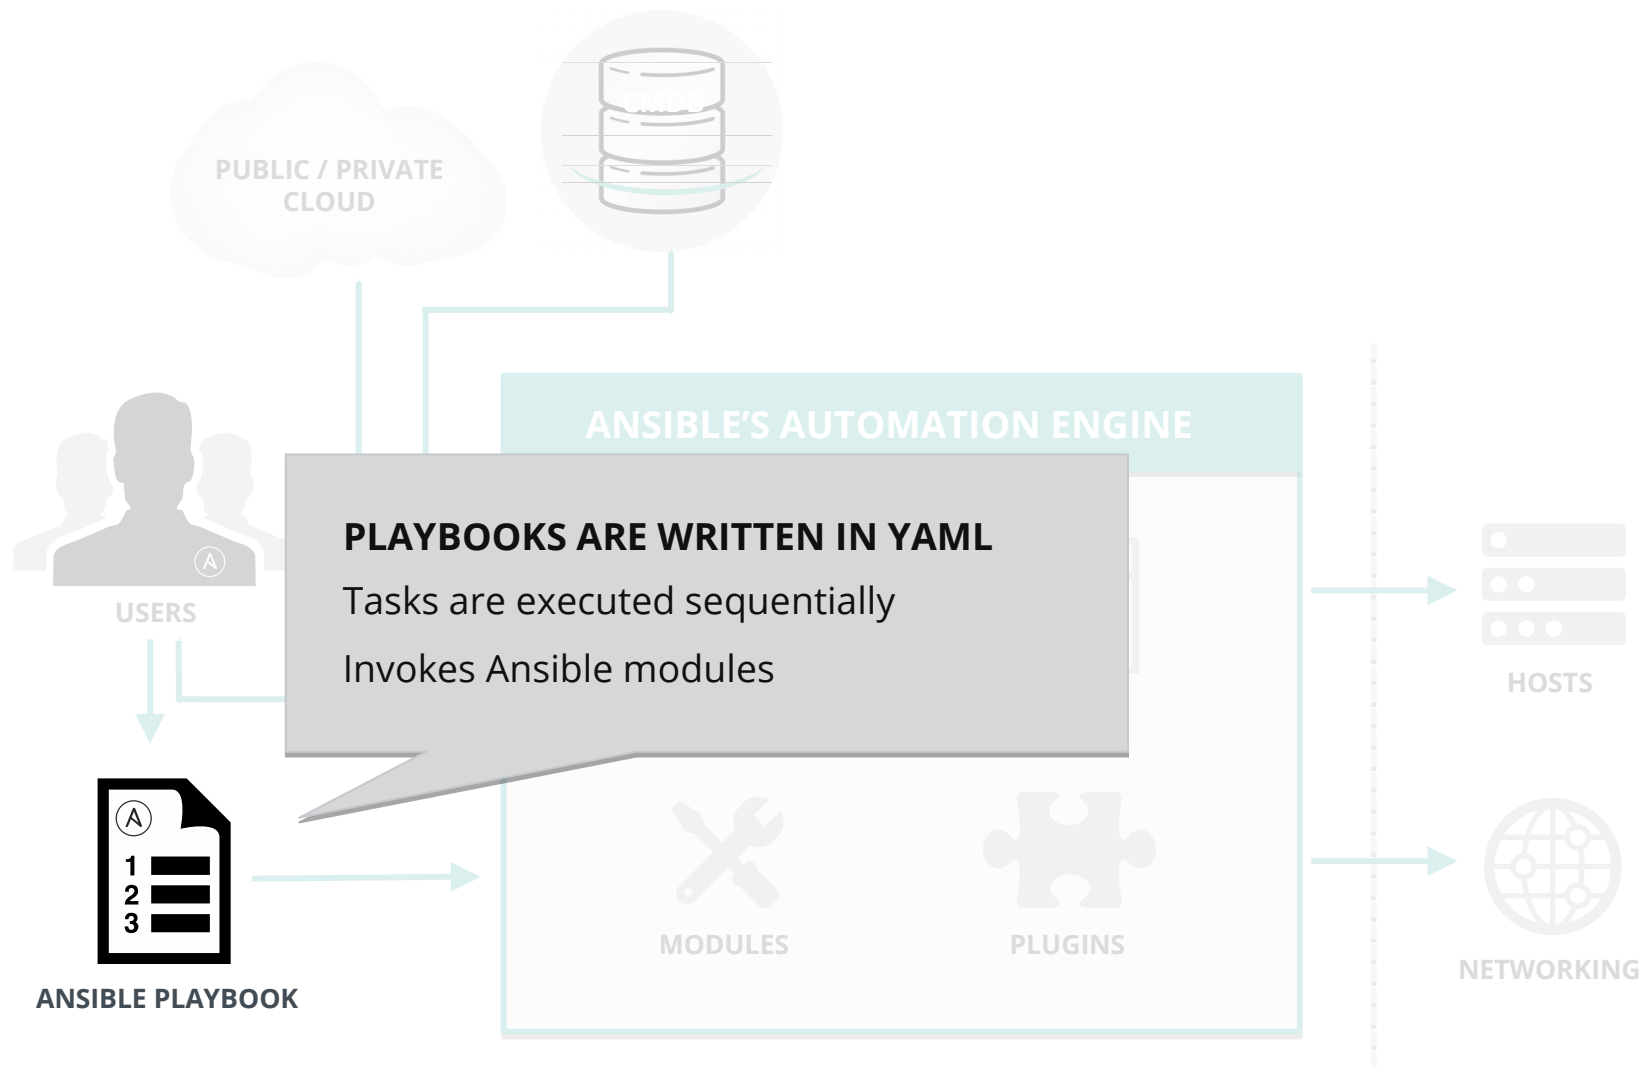 CMDB
PUBLIC / PRIVATE
CLOUD
ANSIBLE’S AUTOMATION ENGINE
USERS
PLAYBOOKS ARE WRITTEN IN YAML
Tasks are executed sequentially
Invokes Ansible modules
HOSTS
1
2
3
MODULES
PLUGINS
NETWORKING
ANSIBLE PLAYBOOK